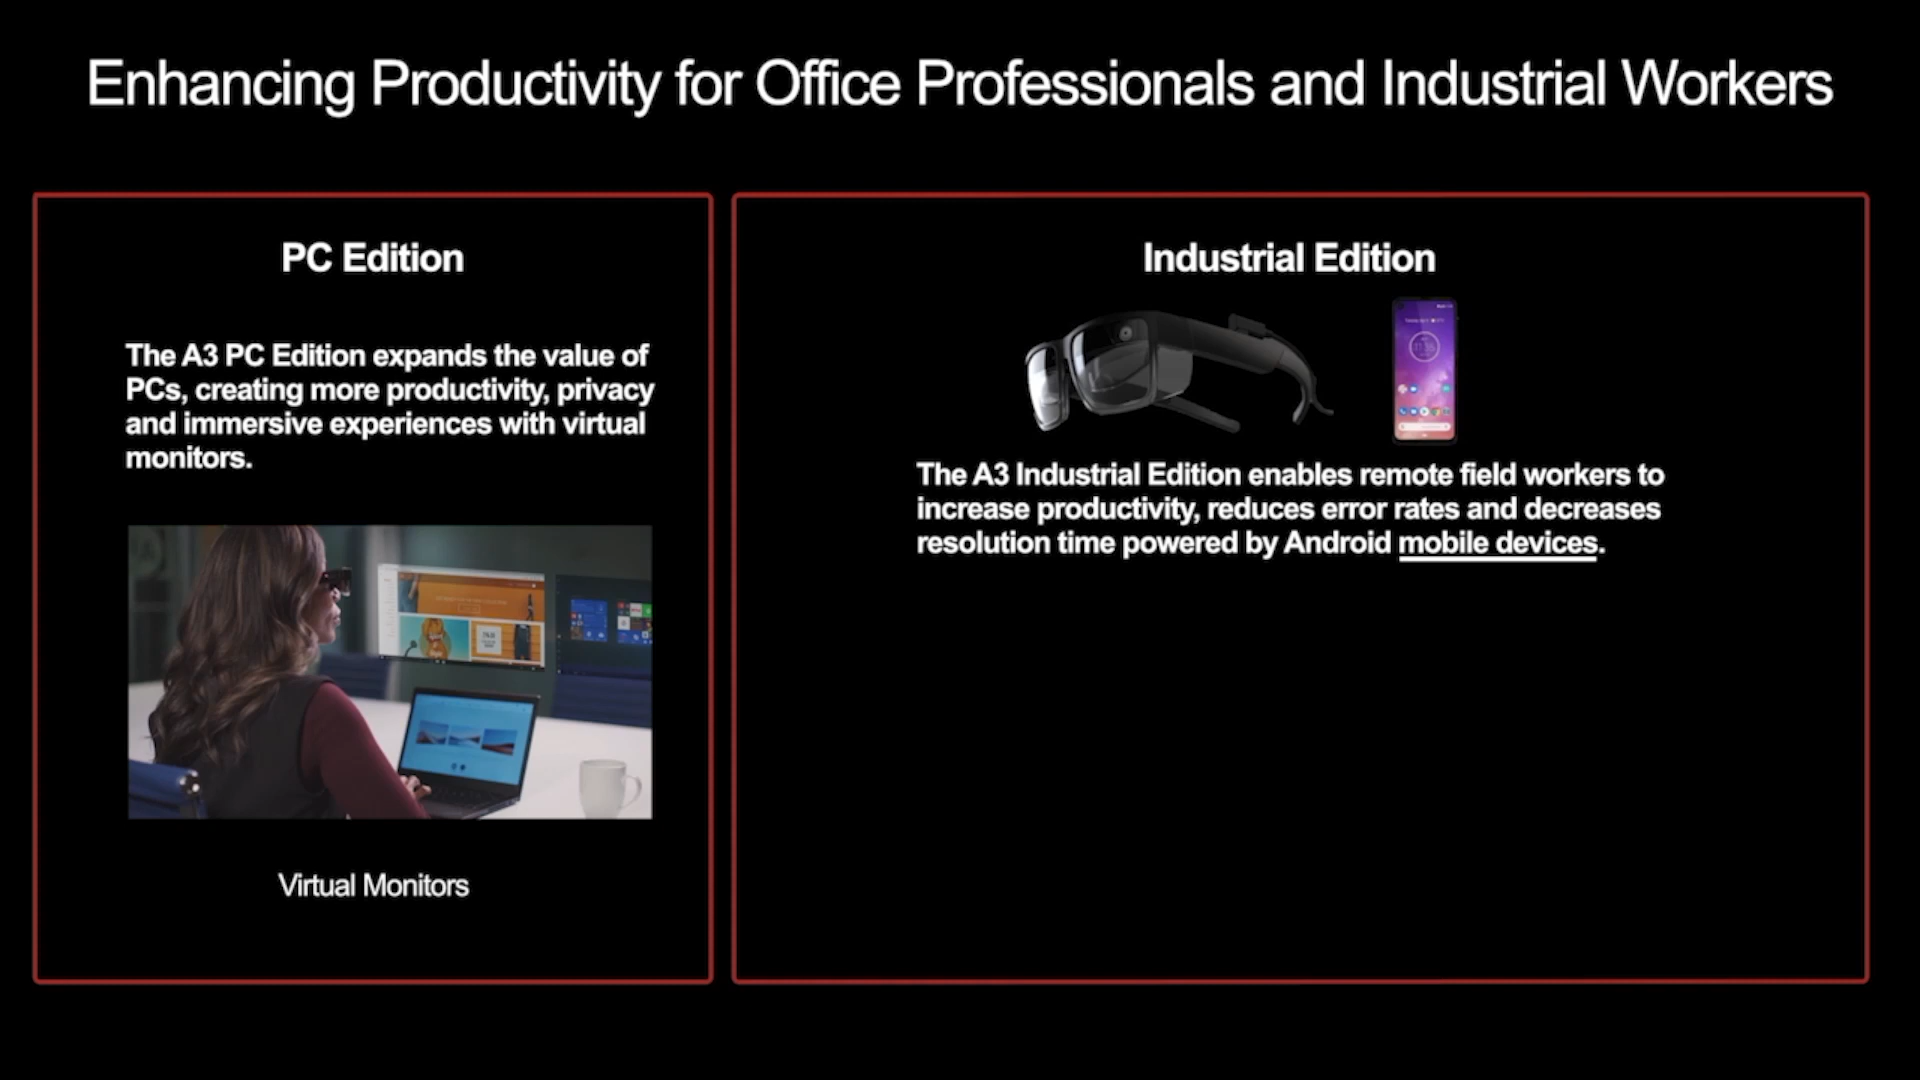 Enhancing Productivity for Office Professionals and Industrial Workers
PC Edition
The A3 PC Edition expands the value of
PCs, creating more productivity, privacy
and immersive experiences with virtual
monitors.
Virtual Monitors
Industrial Edition
The A3 Industrial Edition enables remote field workers to
increase productivity, reduces error rates and decreases
resolution time powered by Android mobile devices.